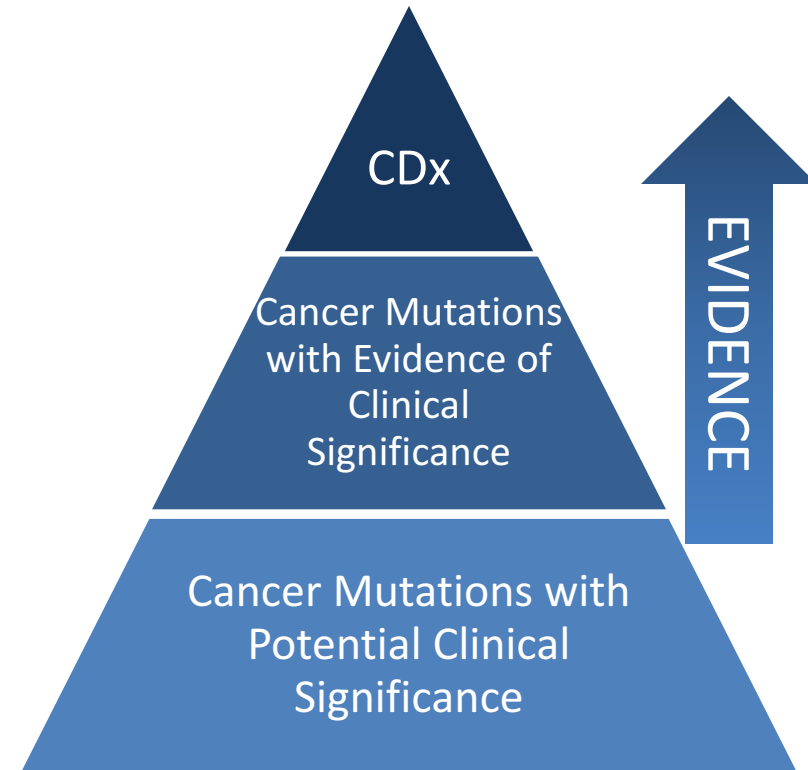 CDx
Cancer Mutations
with Evidence of
Clinical
Significance
EVIDENCE
Cancer Mutations with
Potential Clinical
Significance